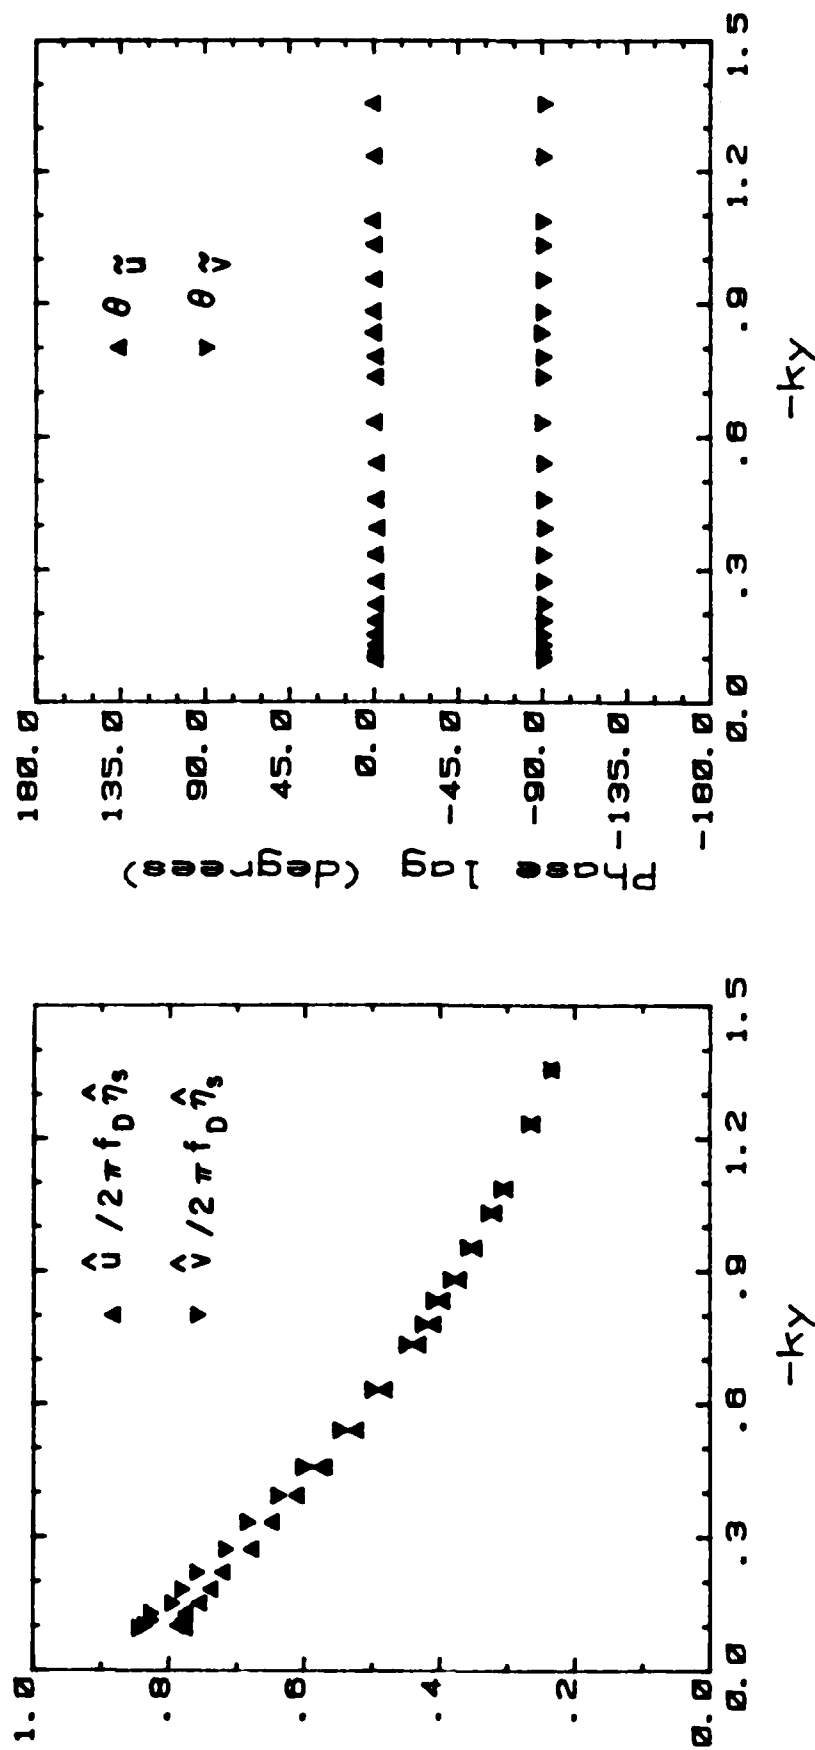 180.0
135.0
90.0
45.0
0.0
-45.0
-90.0
-135.0
-180.0
Phase lag (degrees)
▲ θ ũ
▼ θ ṽ
0.0 .3 .6 .9 1.2 1.5
-ky
1.0
.8
.6
.4
.2
0.0
▲ û /2πf_D η̂_s
▼ v̂ /2πf_D η̂_s
0.0 .3 .6 .9 1.2 1.5
-ky